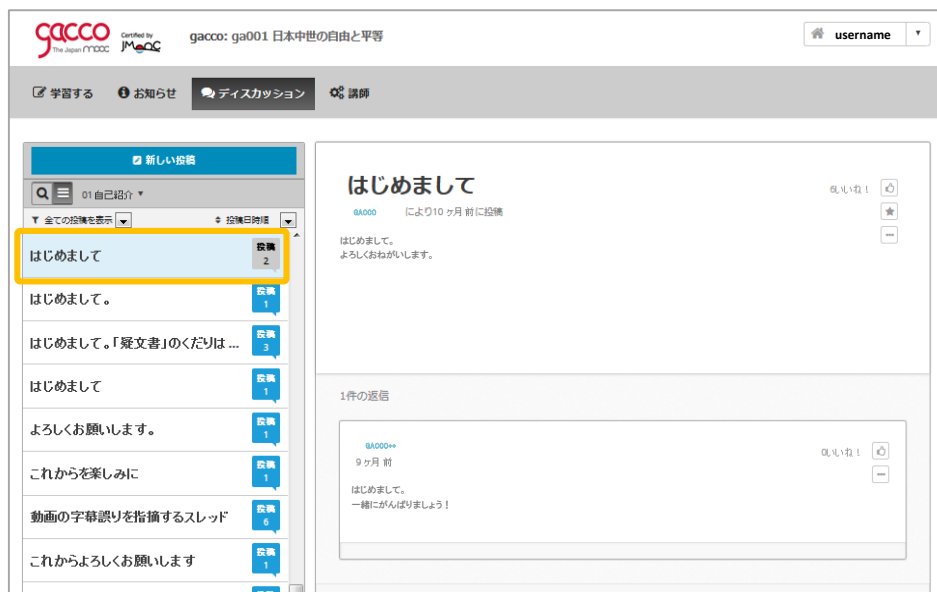 gacco
The Japan MOOC
Certified by
JMOOC
gacco: ga001 日本中世の自由と平等
username
学習する
お知らせ
ディスカッション
講師
新しい投稿
01 自己紹介
全ての投稿を表示
投稿日時順
はじめまして
投稿
2
はじめまして。
投稿
1
はじめまして。「疑文書」のくだりは ...
投稿
3
はじめまして
投稿
1
よろしくお願いします。
投稿
1
これからを楽しみに
投稿
1
動画の字幕誤りを指摘するスレッド
投稿
6
これからよろしくお願いします
投稿
1
はじめまして
GAOOO により10 ヶ月 前に投稿
はじめまして。
よろしくおねがいします。
いいね!
1件の返信
9 ヶ月 前
0いいね!
はじめまして。
一緒にがんばりましょう!